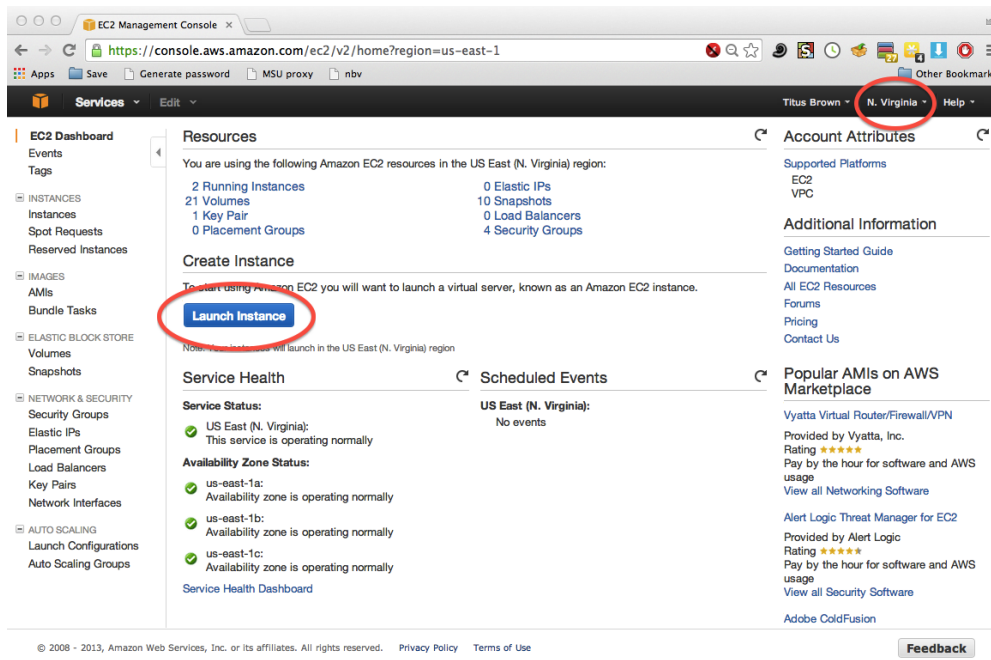 EC2 Management Console
https://console.aws.amazon.com/ec2/v2/home?region=us-east-1
Apps Save Generate password MSU proxy nbv Other Bookmark
Services Edit Titus Brown N. Virginia Help
EC2 Dashboard
Events
Tags
INSTANCES
Instances
Spot Requests
Reserved Instances
IMAGES
AMIs
Bundle Tasks
ELASTIC BLOCK STORE
Volumes
Snapshots
NETWORK & SECURITY
Security Groups
Elastic IPs
Placement Groups
Load Balancers
Key Pairs
Network Interfaces
AUTO SCALING
Launch Configurations
Auto Scaling Groups
Resources
You are using the following Amazon EC2 resources in the US East (N. Virginia) region:
2 Running Instances 0 Elastic IPs
21 Volumes 10 Snapshots
1 Key Pair 0 Load Balancers
0 Placement Groups 4 Security Groups
Create Instance
To start using Amazon EC2 you will want to launch a virtual server, known as an Amazon EC2 instance.
Launch Instance
Note: Your instances will launch in the US East (N. Virginia) region
Service Health
Service Status:
US East (N. Virginia):
This service is operating normally
Availability Zone Status:
us-east-1a:
Availability zone is operating normally
us-east-1b:
Availability zone is operating normally
us-east-1c:
Availability zone is operating normally
Service Health Dashboard
Scheduled Events
US East (N. Virginia):
No events
Account Attributes
Supported Platforms
EC2
VPC
Additional Information
Getting Started Guide
Documentation
All EC2 Resources
Forums
Pricing
Contact Us
Popular AMIs on AWS
Marketplace
Vyatta Virtual Router/Firewall/VPN
Provided by Vyatta, Inc.
Rating
Pay by the hour for software and AWS
usage
View all Networking Software
Alert Logic Threat Manager for EC2
Provided by Alert Logic
Rating
Pay by the hour for software and AWS
usage
View all Security Software
Adobe ColdFusion
© 2008 - 2013, Amazon Web Services, Inc. or its affiliates. All rights reserved. Privacy Policy Terms of Use
Feedback